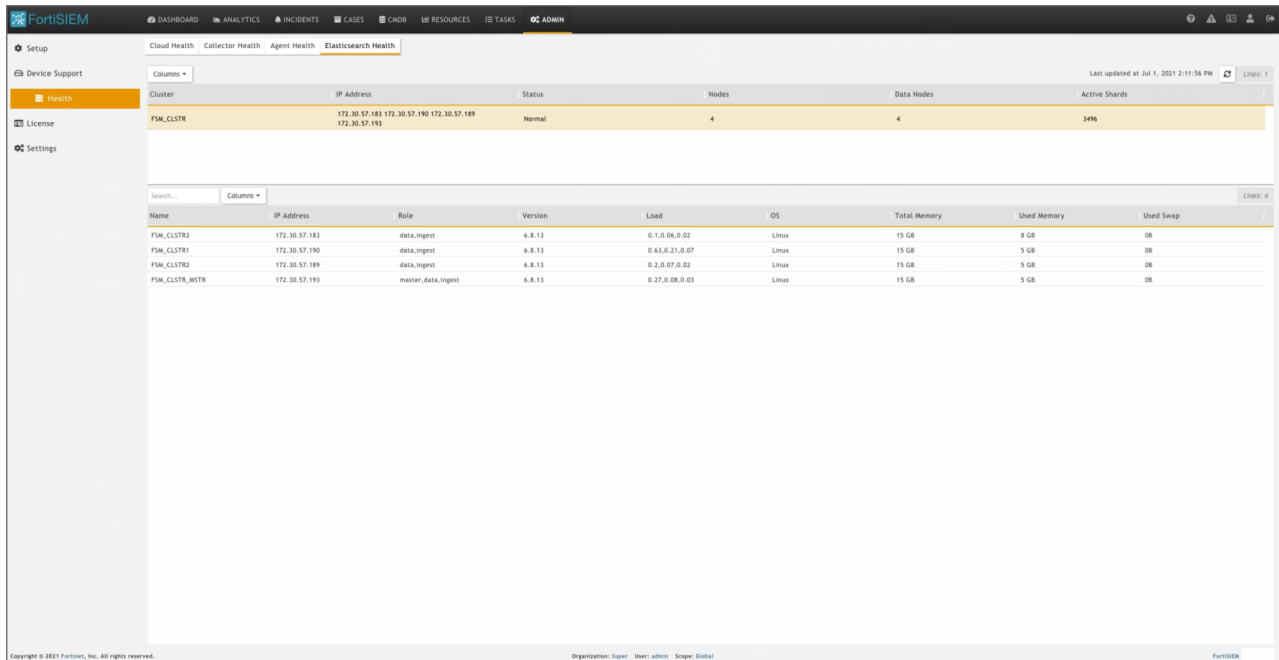 FortiSIEM
DASHBOARD ANALYTICS INCIDENTS CASES CMDB RESOURCES TASKS ADMIN
Setup
Device Support
Health
License
Settings
Cloud Health Collector Health Agent Health Elasticsearch Health
Columns Last updated at Jul 1, 2021 2:11:56 PM Lines: 1
Cluster IP Address Status Nodes Data Nodes Active Shards
FSM_CLSTR 172.30.57.183 172.30.57.190 172.30.57.189 Normal 4 4 3496
172.30.57.193
Search... Columns Lines: 4
Name IP Address Role Version Load OS Total Memory Used Memory Used Swap
FSM_CLSTR3 172.30.57.183 data,ingest 6.8.13 0.1,0.06,0.02 Linux 15 GB 8 GB 0B
FSM_CLSTR1 172.30.57.190 data,ingest 6.8.13 0.63,0.21,0.07 Linux 15 GB 5 GB 0B
FSM_CLSTR2 172.30.57.189 data,ingest 6.8.13 0.2,0.07,0.02 Linux 15 GB 5 GB 0B
FSM_CLSTR_MSTR 172.30.57.193 master,data,ingest 6.8.13 0.27,0.08,0.03 Linux 15 GB 5 GB 0B
Copyright © 2021 Fortinet, Inc. All rights reserved. Organization: Super User: admin Scope: Global FortiSIEM